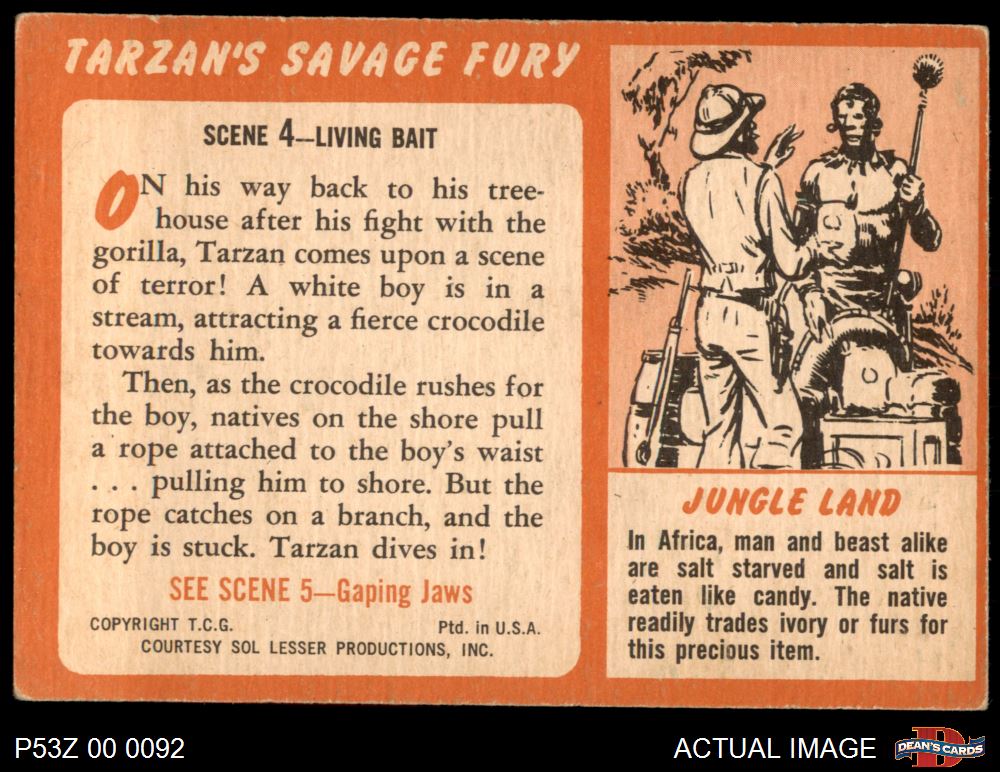 TARZAN'S SAVAGE FURY
SCENE 4—LIVING BAIT
ON his way back to his tree-
house after his fight with the
gorilla, Tarzan comes upon a scene
of terror! A white boy is in a
stream, attracting a fierce crocodile
towards him.
Then, as the crocodile rushes for
the boy, natives on the shore pull
a rope attached to the boy's waist
. . . pulling him to shore. But the
rope catches on a branch, and the
boy is stuck. Tarzan dives in!
SEE SCENE 5—Gaping Jaws
COPYRIGHT T.C.G. Ptd. in U.S.A.
COURTESY SOL LESSER PRODUCTIONS, INC.
JUNGLE LAND
In Africa, man and beast alike
are salt starved and salt is
eaten like candy. The native
readily trades ivory or furs for
this precious item.
P53Z 00 0092
ACTUAL IMAGE
DEAN'S CARDS